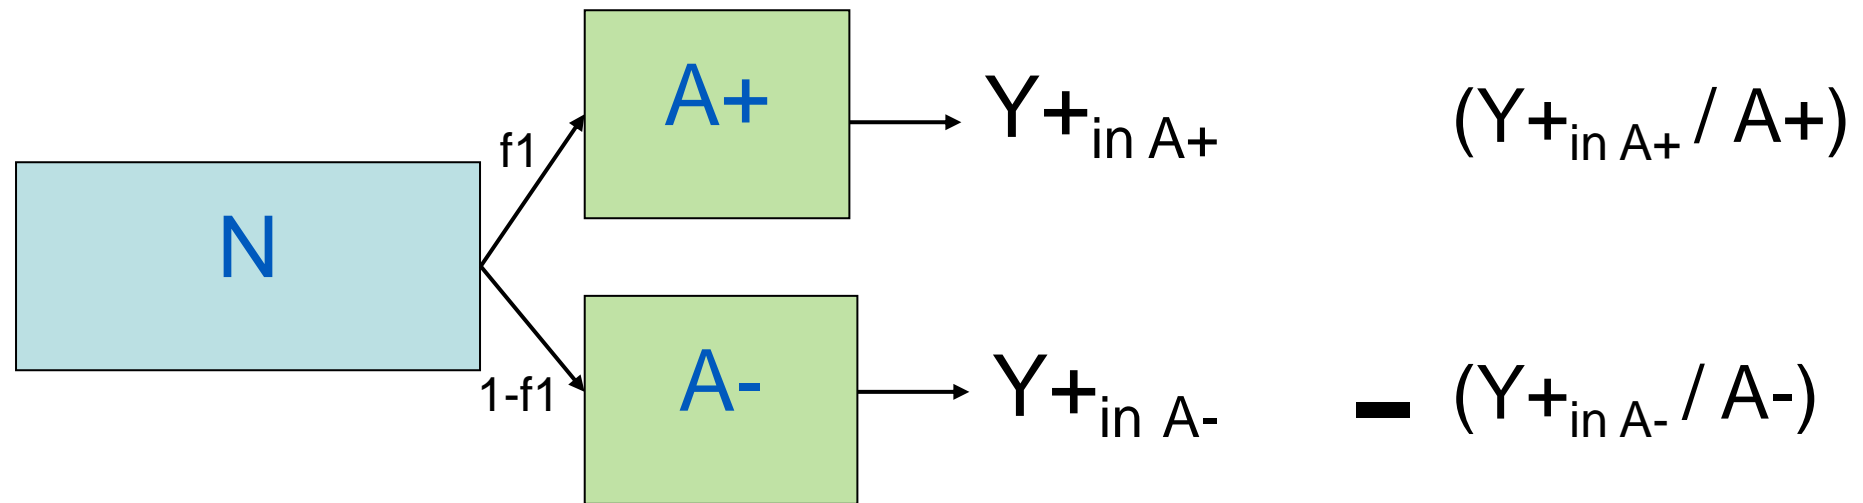 A+ Y+in A+ (Y+in A+ / A+)
f1
N
1-f1
A- Y+in A- – (Y+in A- / A-)